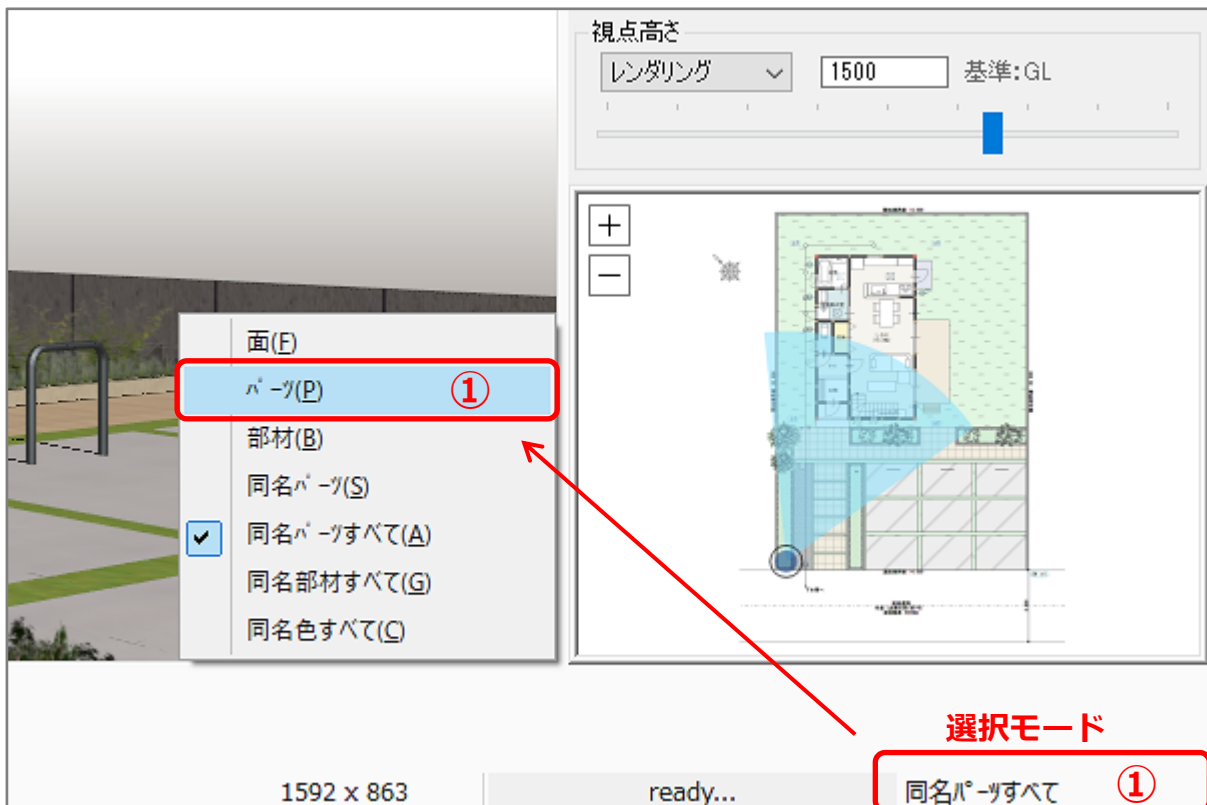 視点高さ
レンダリング
1500
基準:GL
+
−
面(F)
ﾊﾟｰﾂ(P) ①
部材(B)
同名ﾊﾟｰﾂ(S)
同名ﾊﾟｰﾂすべて(A)
同名部材すべて(G)
同名色すべて(C)
選択モード
1592 x 863
ready...
同名ﾊﾟｰﾂすべて ①